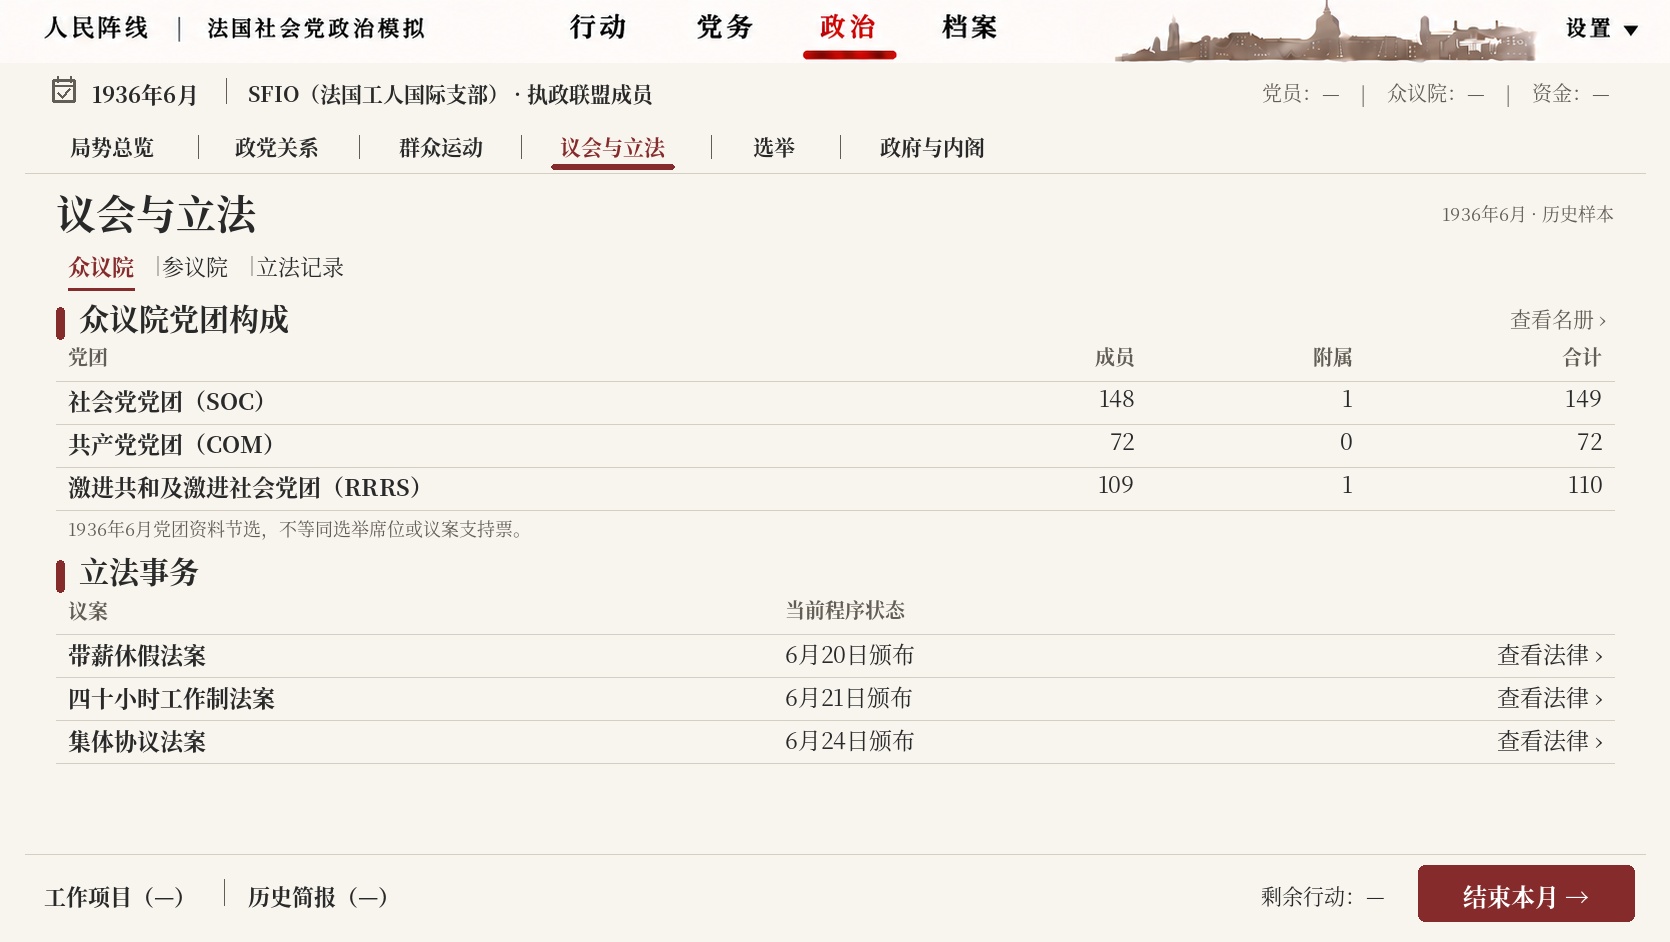 人民阵线 | 法国社会党政治模拟 行动 党务 政治 档案 设置 ▼
1936年6月 | SFIO（法国工人国际支部）· 执政联盟成员 党员：— | 众议院：— | 资金：—
局势总览 | 政党关系 | 群众运动 | 议会与立法 | 选举 | 政府与内阁
议会与立法 1936年6月 · 历史样本
众议院 | 参议院 | 立法记录
众议院党团构成 查看名册 ›
党团 成员 附属 合计
社会党党团（SOC） 148 1 149
共产党党团（COM） 72 0 72
激进共和及激进社会党团（RRRS） 109 1 110
1936年6月党团资料节选，不等同选举席位或议案支持票。
立法事务
议案 当前程序状态
带薪休假法案 6月20日颁布 查看法律 ›
四十小时工作制法案 6月21日颁布 查看法律 ›
集体协议法案 6月24日颁布 查看法律 ›
工作项目（—） | 历史简报（—） 剩余行动：— 结束本月 →